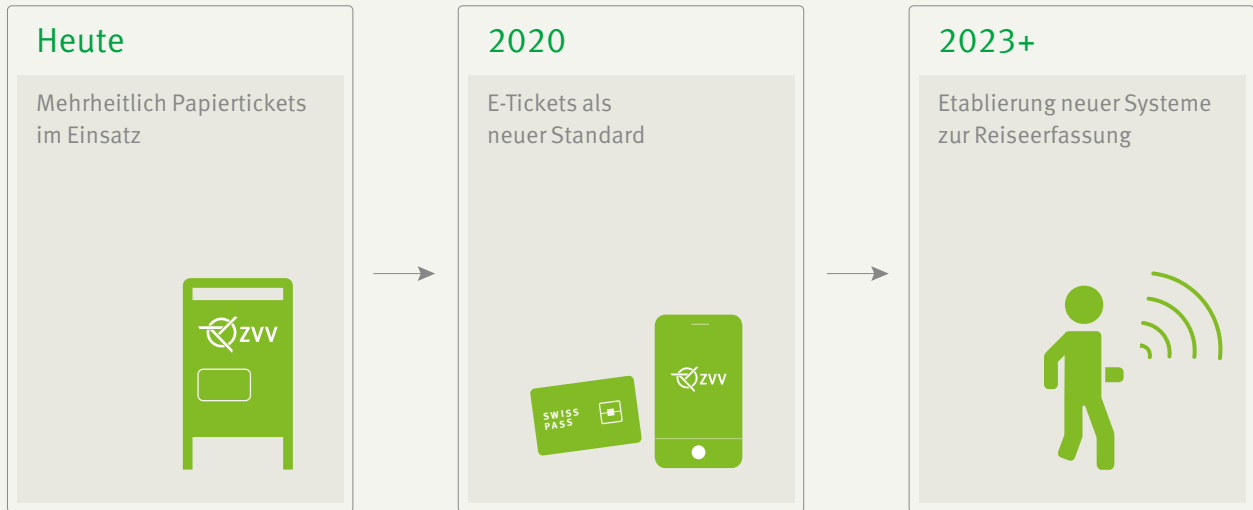 Heute
Mehrheitlich Papiertickets
im Einsatz
ZVV
2020
E-Tickets als
neuer Standard
SWISS
PASS
ZVV
2023+
Etablierung neuer Systeme
zur Reiseerfassung